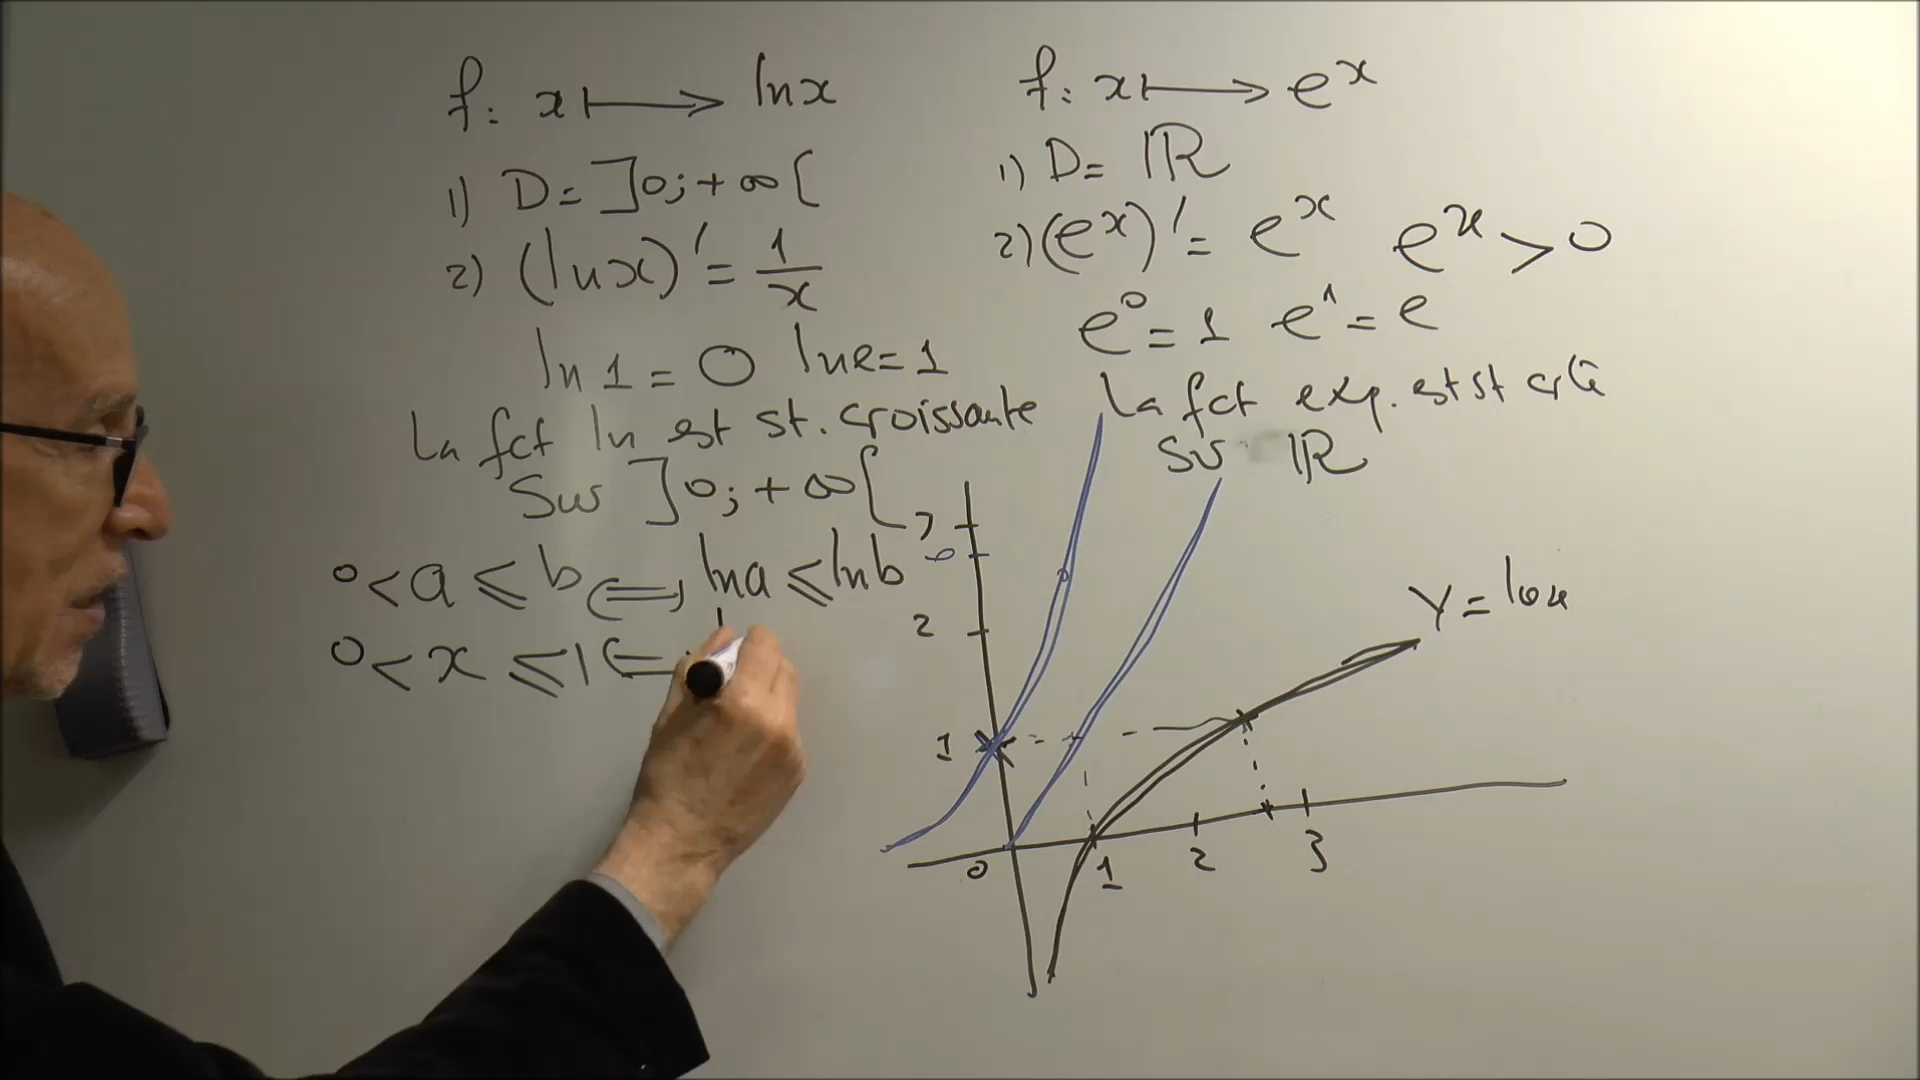 f: x ⟼ ln x
1) D = ]0; +∞[
2) (ln x)' = 1/x
ln 1 = 0 ln e = 1
La fct ln est st. croissante
Sur ]0; +∞[
0 < a ⩽ b ⟺ ln a ⩽ ln b
0 < x ⩽ 1 ⟺
f: x ⟼ e^x
1) D = ℝ
2) (e^x)' = e^x e^x > 0
e^0 = 1 e^1 = e
La fct exp. est st crte
sur ℝ
3
e
2
1
0 1 2 3
Y =